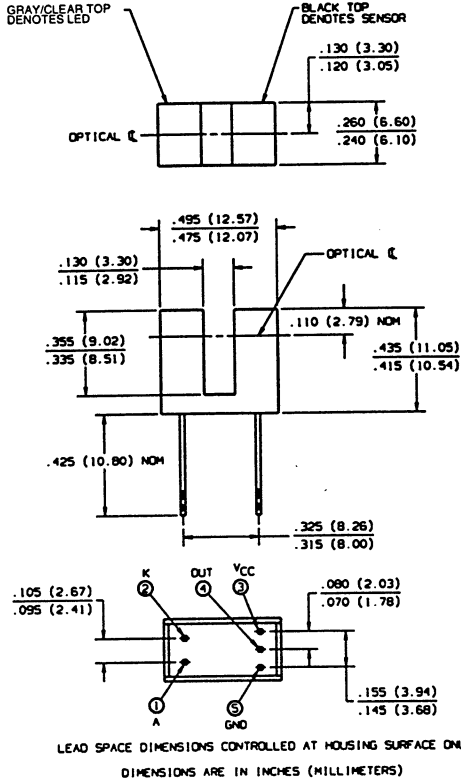 GRAY/CLEAR TOP
DENOTES LED
BLACK TOP
DENOTES SENSOR
.130 (3.30)
.120 (3.05)
OPTICAL ℄
.260 (6.60)
.240 (6.10)
.495 (12.57)
.475 (12.07)
.130 (3.30)
.115 (2.92)
OPTICAL ℄
.110 (2.79) NOM
.355 (9.02)
.335 (8.51)
.435 (11.05)
.415 (10.54)
.425 (10.80) NOM
.325 (8.26)
.315 (8.00)
K
OUT
VCC
2
4
3
.105 (2.67)
.095 (2.41)
.080 (2.03)
.070 (1.78)
1
A
5
GND
.155 (3.94)
.145 (3.68)
LEAD SPACE DIMENSIONS CONTROLLED AT HOUSING SURFACE ONL
DIMENSIONS ARE IN INCHES (MILLIMETERS)